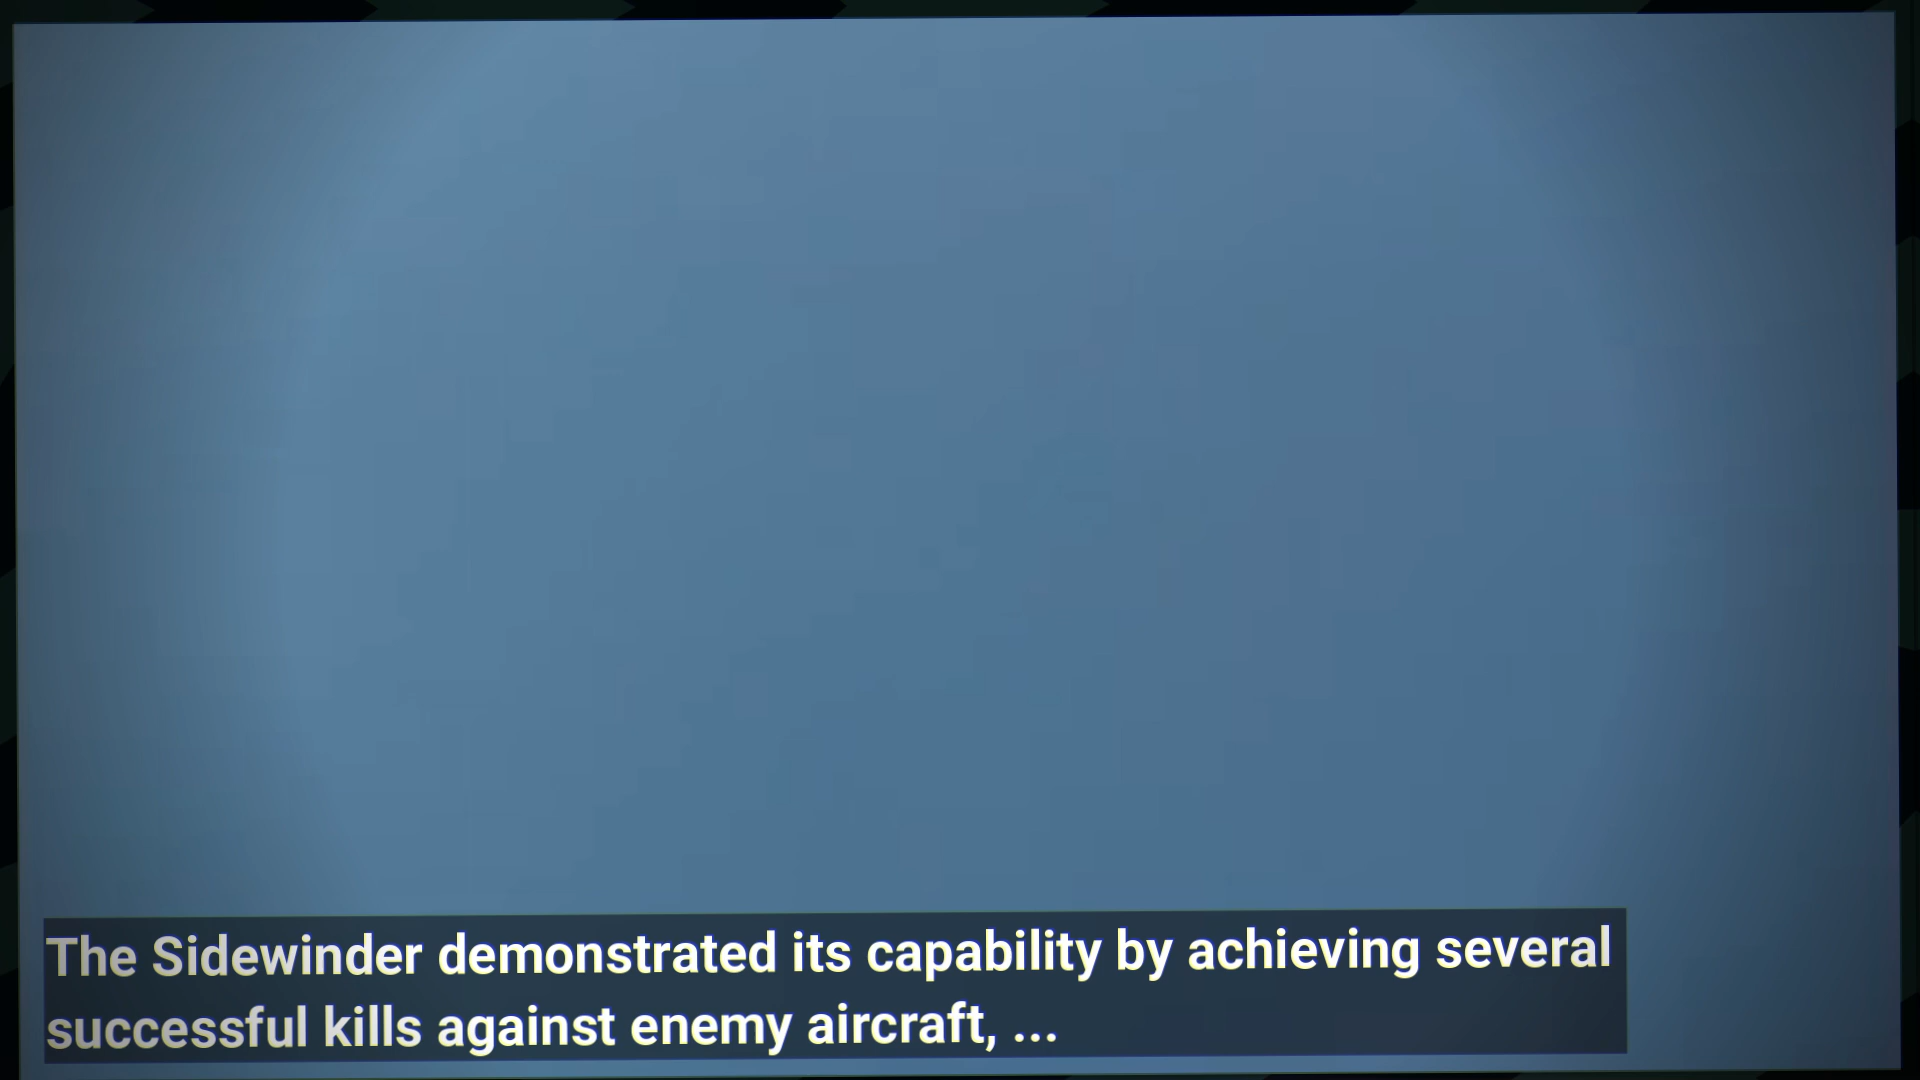 The Sidewinder demonstrated its capability by achieving several
successful kills against enemy aircraft, ...